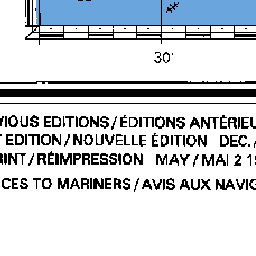 30'
VIOUS EDITIONS / ÉDITIONS ANTÉRIEU
EDITION / NOUVELLE ÉDITION DEC.
RINT / RÉIMPRESSION MAY / MAI 2 19
CES TO MARINERS / AVIS AUX NAVIG